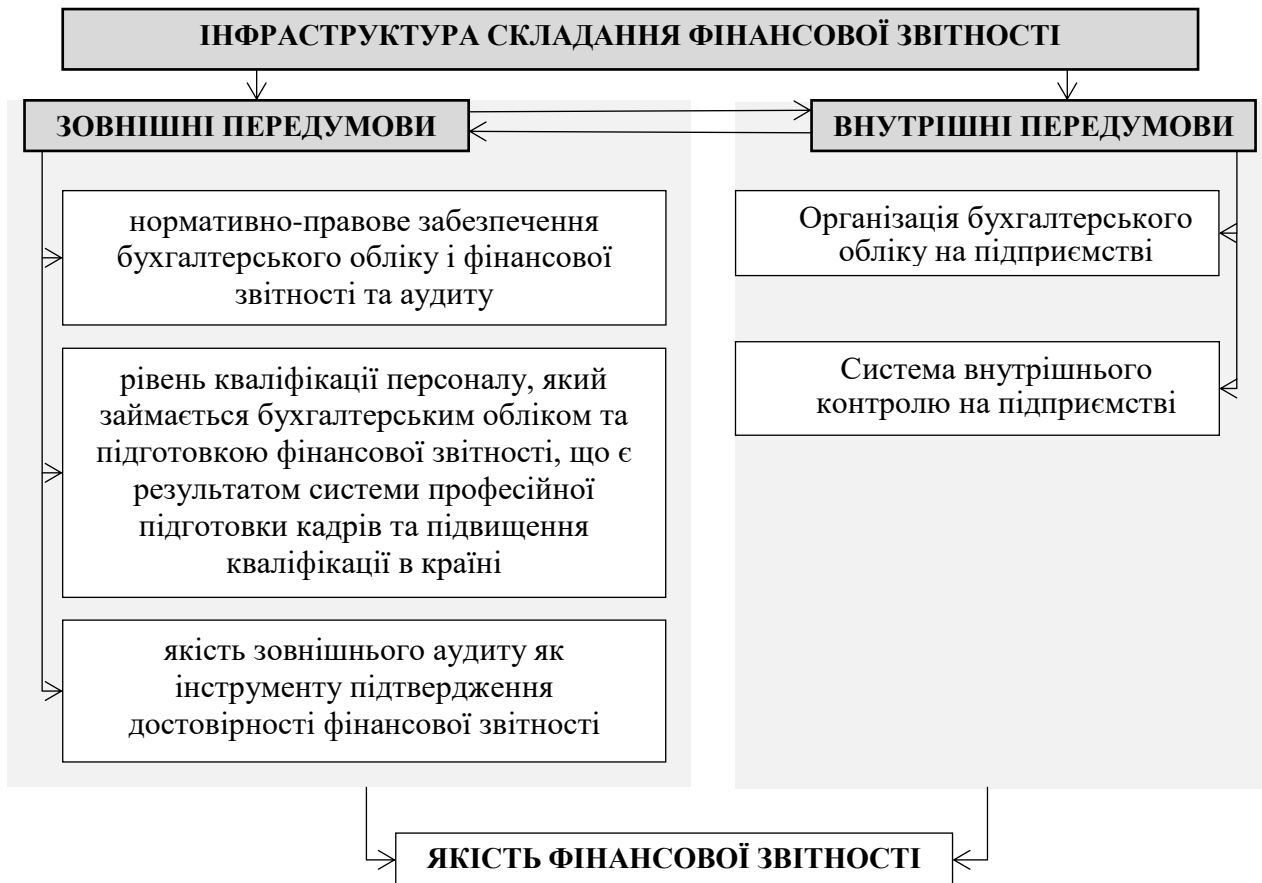 ІНФРАСТРУКТУРА СКЛАДАННЯ ФІНАНСОВОЇ ЗВІТНОСТІ
ЗОВНІШНІ ПЕРЕДУМОВИ
нормативно-правове забезпечення
бухгалтерського обліку і фінансової
звітності та аудиту
рівень кваліфікації персоналу, який
займається бухгалтерським обліком та
підготовкою фінансової звітності, що є
результатом системи професійної
підготовки кадрів та підвищення
кваліфікації в країні
якість зовнішнього аудиту як
інструменту підтвердження
достовірності фінансової звітності
ВНУТРІШНІ ПЕРЕДУМОВИ
Організація бухгалтерського
обліку на підприємстві
Система внутрішнього
контролю на підприємстві
ЯКІСТЬ ФІНАНСОВОЇ ЗВІТНОСТІ